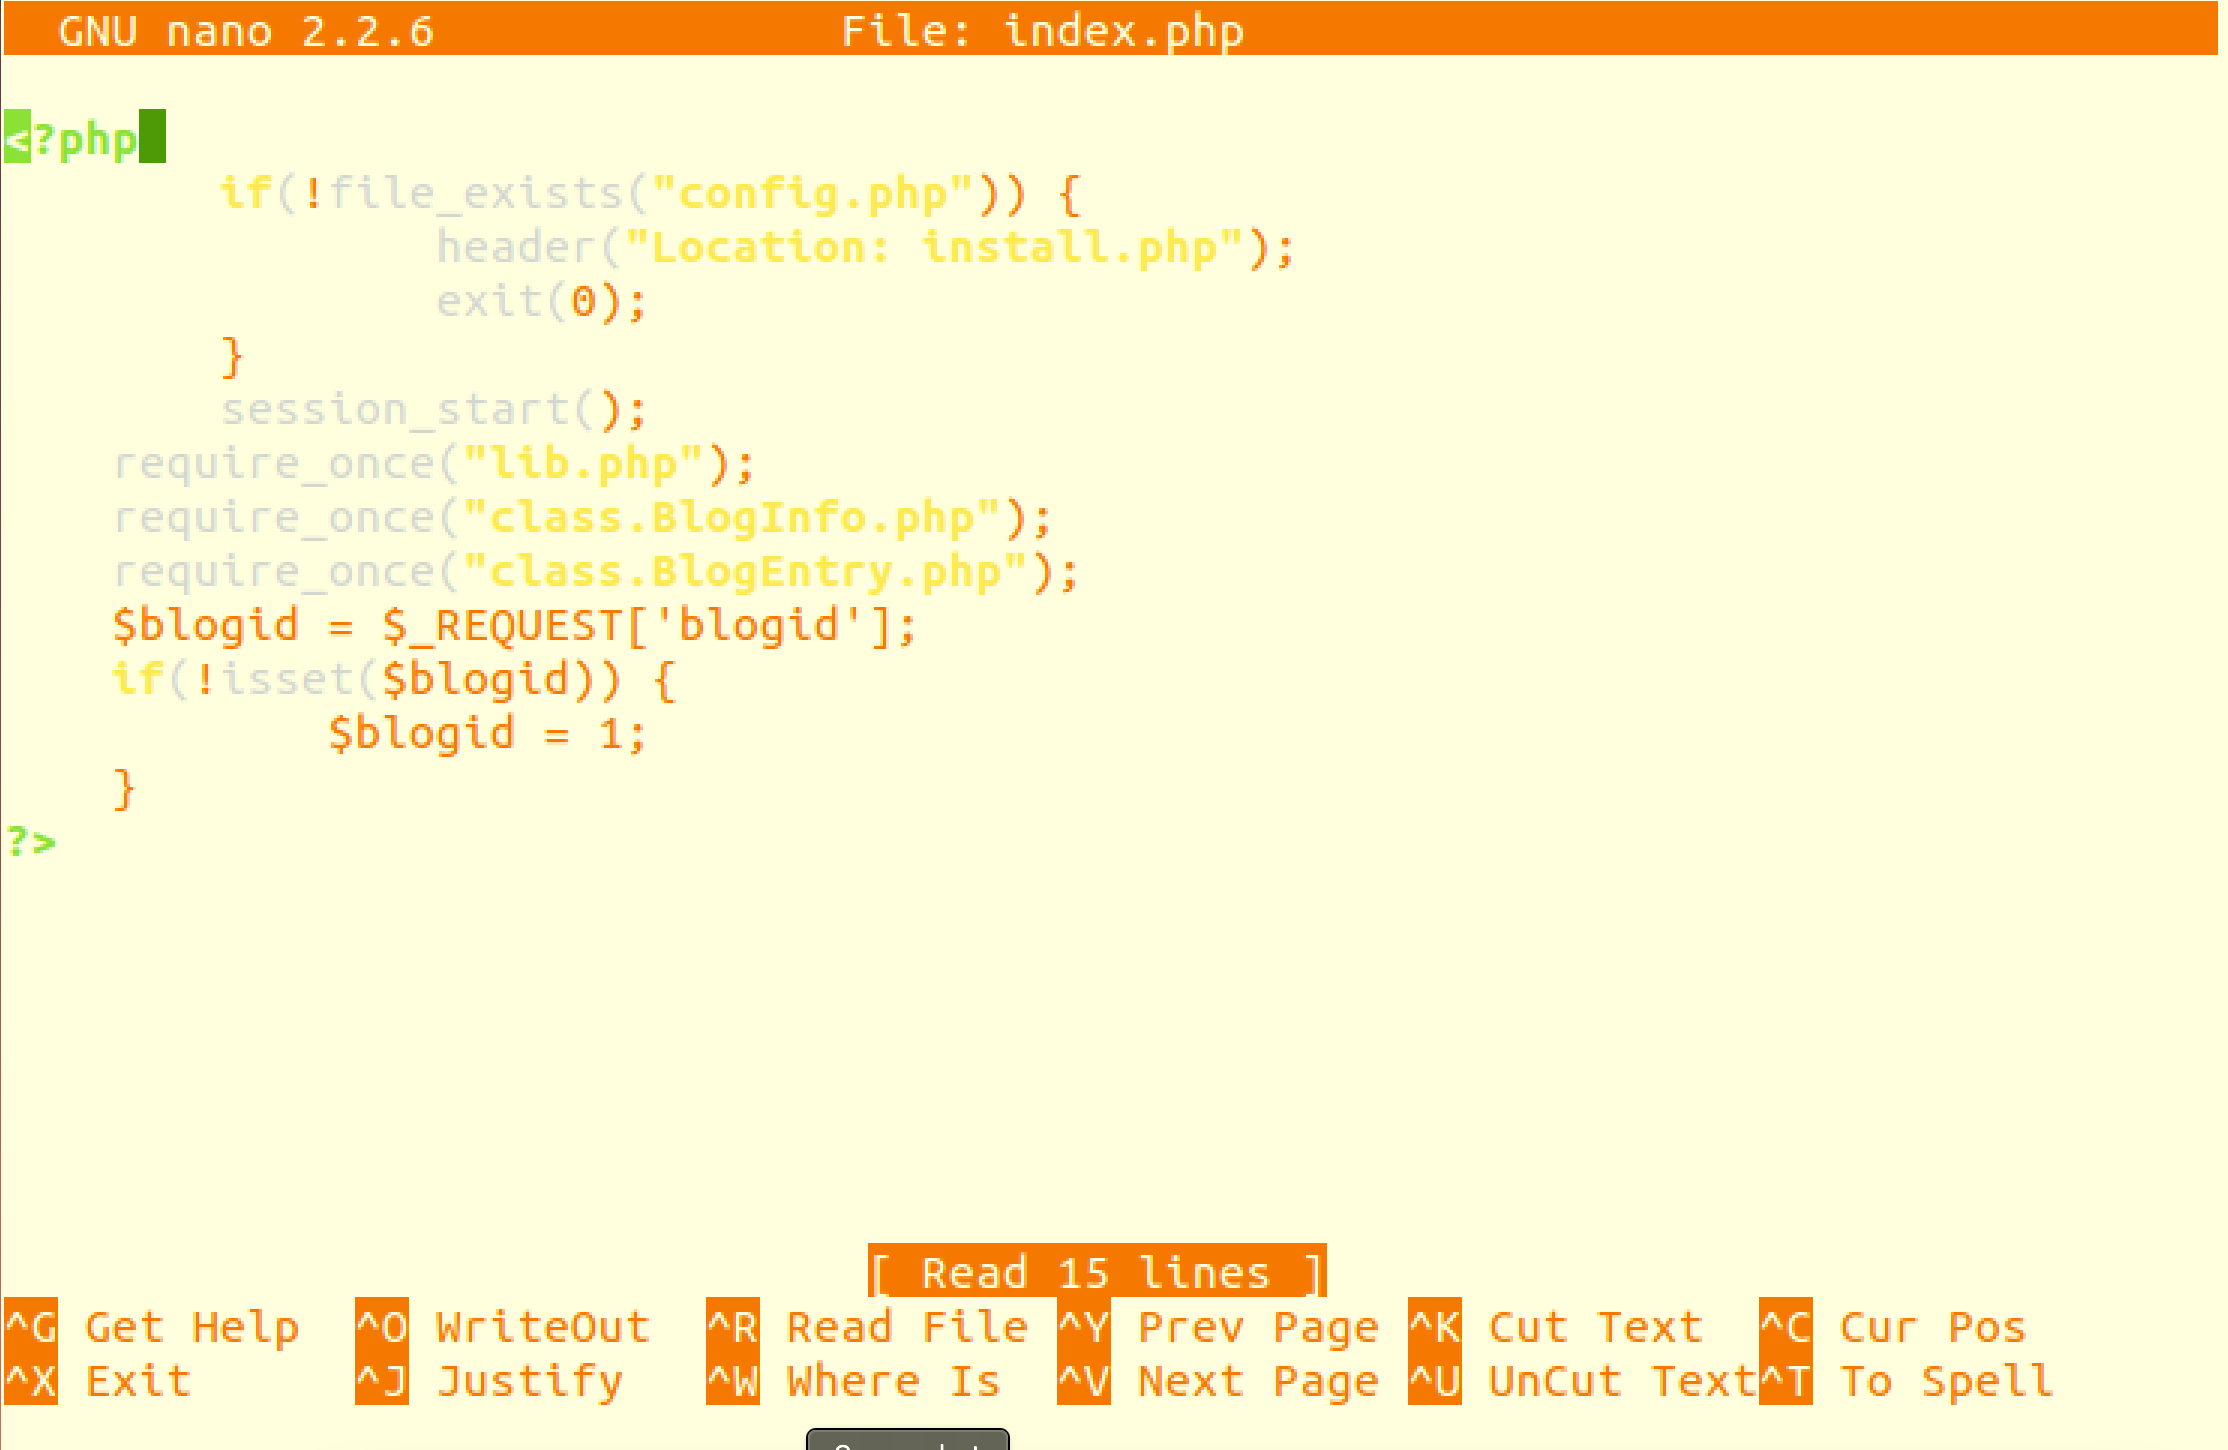 GNU nano 2.2.6 File: index.php
<?php
if(!file_exists("config.php")) {
header("Location: install.php");
exit(0);
}
session_start();
require_once("lib.php");
require_once("class.BlogInfo.php");
require_once("class.BlogEntry.php");
$blogid = $_REQUEST['blogid'];
if(!isset($blogid)) {
$blogid = 1;
}
?>
[ Read 15 lines ]
^G Get Help ^O WriteOut ^R Read File ^Y Prev Page ^K Cut Text ^C Cur Pos
^X Exit ^J Justify ^W Where Is ^V Next Page ^U UnCut Text ^T To Spell